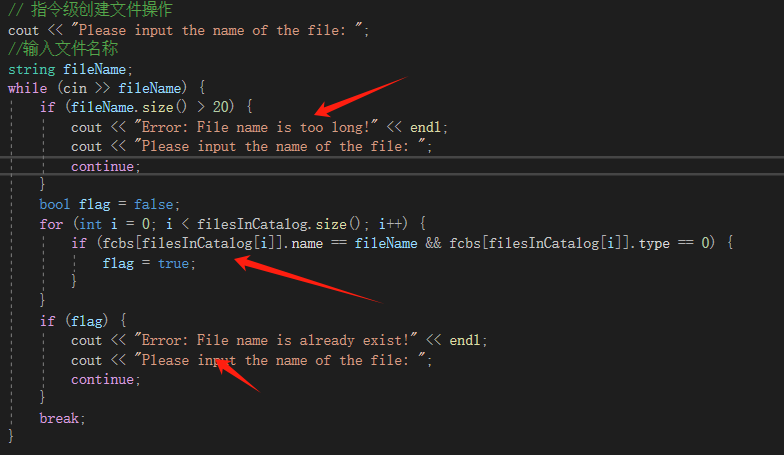 // 指令级创建文件操作
cout << "Please input the name of the file: ";
//输入文件名称
string fileName;
while (cin >> fileName) {
if (fileName.size() > 20) {
cout << "Error: File name is too long!" << endl;
cout << "Please input the name of the file: ";
continue;
}
bool flag = false;
for (int i = 0; i < filesInCatalog.size(); i++) {
if (fcbs[filesInCatalog[i]].name == fileName && fcbs[filesInCatalog[i]].type == 0) {
flag = true;
}
}
if (flag) {
cout << "Error: File name is already exist!" << endl;
cout << "Please input the name of the file: ";
continue;
}
break;
}